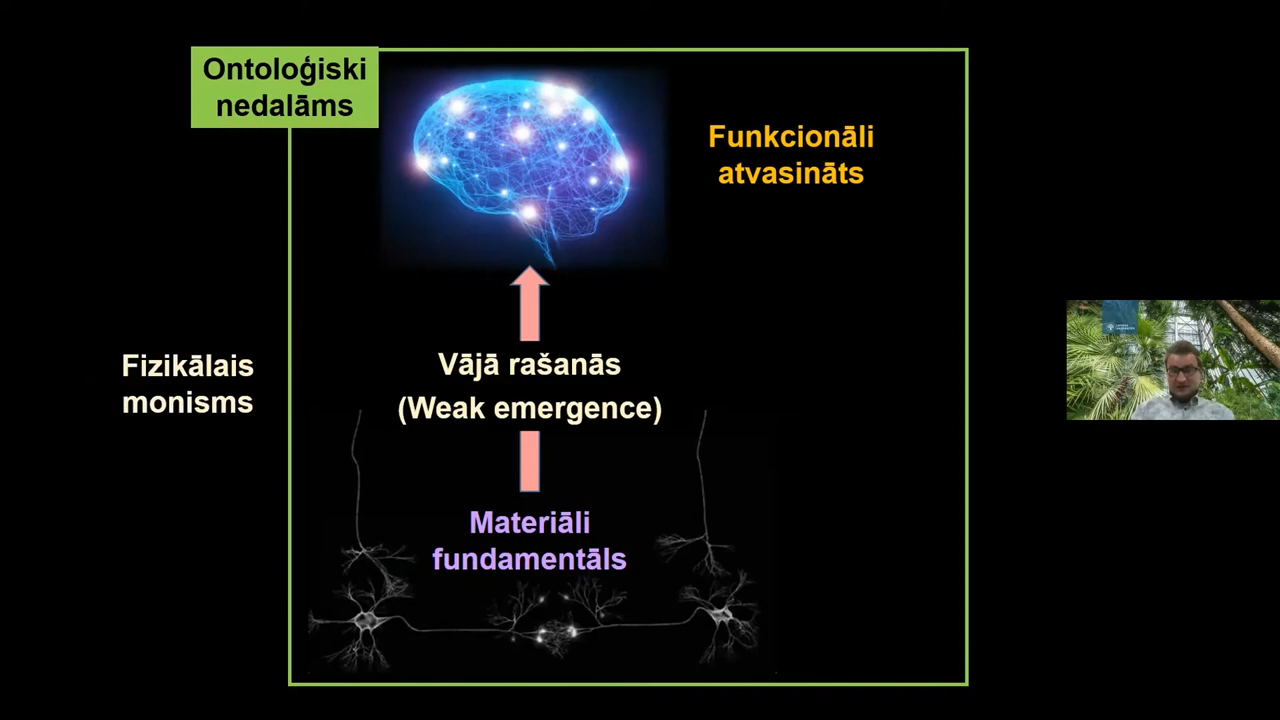 Ontoloģiski
nedalāms
Funkcionāli
atvasināts
Fizikālais
monisms
Vājā rašanās
(Weak emergence)
Materiāli
fundamentāls